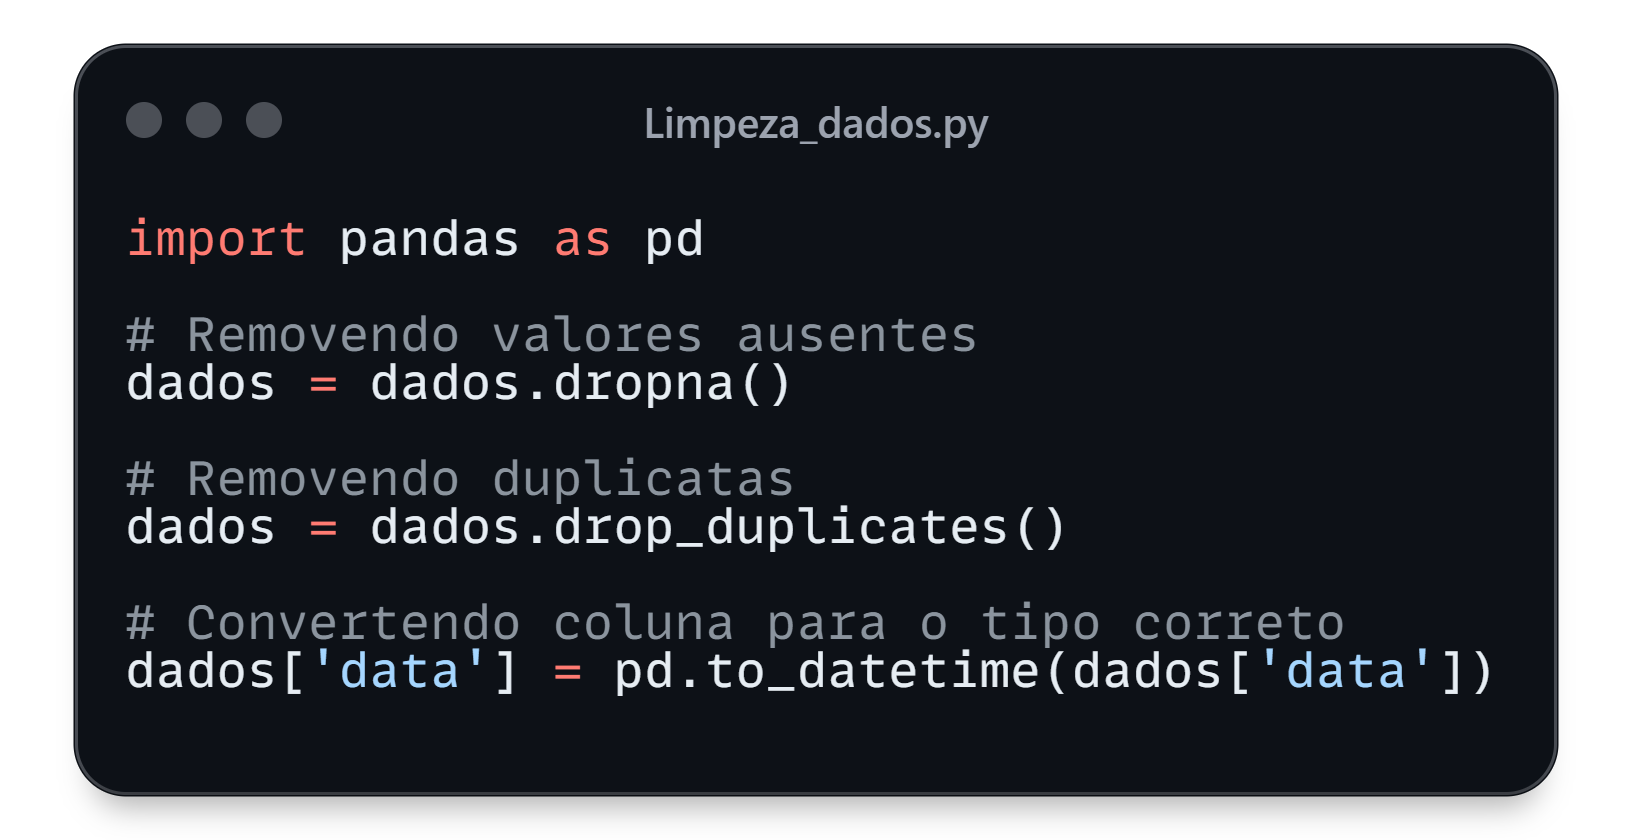 Limpeza_dados.py
import pandas as pd
# Removendo valores ausentes
dados = dados.dropna()
# Removendo duplicatas
dados = dados.drop_duplicates()
# Convertendo coluna para o tipo correto
dados['data'] = pd.to_datetime(dados['data'])